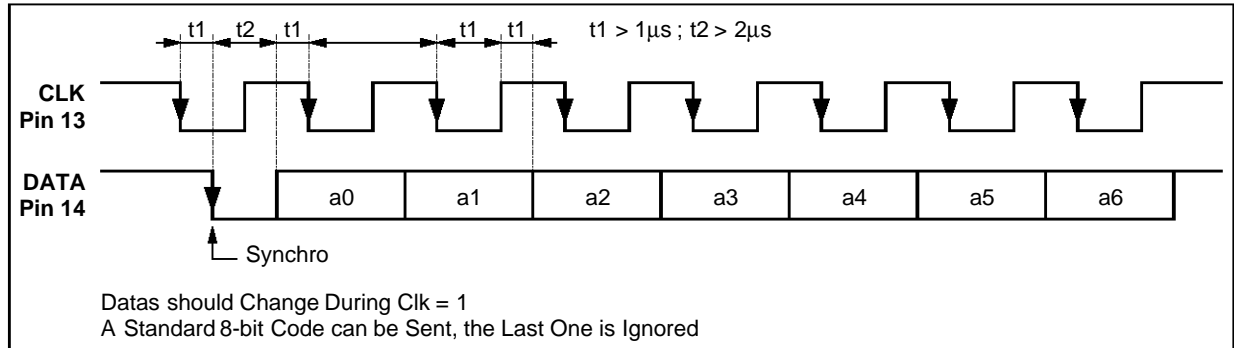 t1 t2 t1 t1 t1 t1 > 1µs ; t2 > 2µs
CLK
Pin 13
DATA
Pin 14
a0 a1 a2 a3 a4 a5 a6
Synchro
Datas should Change During Clk = 1
A Standard 8-bit Code can be Sent, the Last One is Ignored